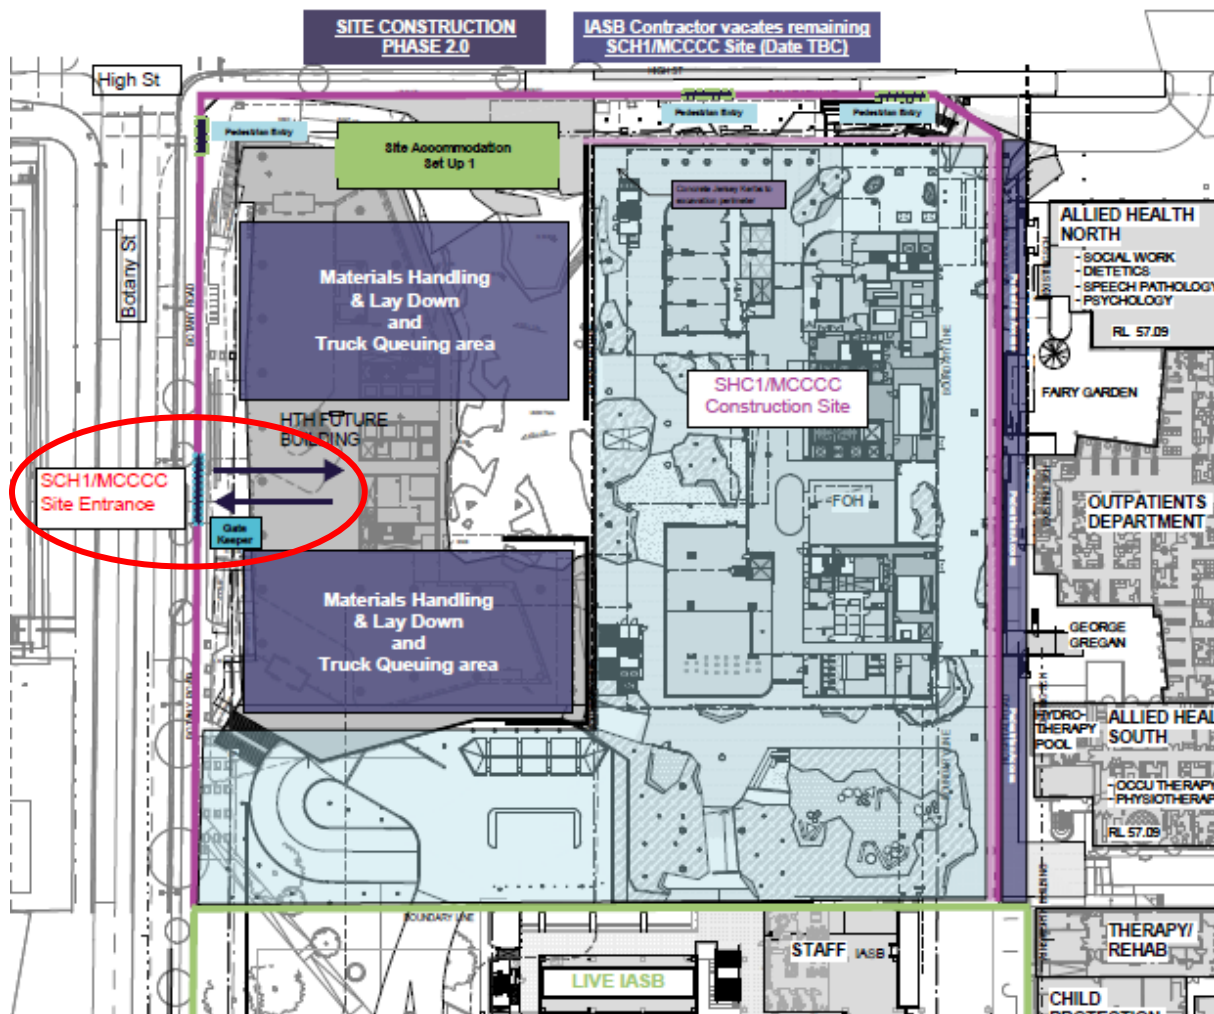 SITE CONSTRUCTION
PHASE 2.0
IASB Contractor vacates remaining
SCH1/MCCCC Site (Date TBC)
High St
HIGH ST
Pedestrian Entry
Pedestrian Entry
Pedestrian Entry
Site Accommodation
Set Up 1
Concrete Jersey Kerbs to
excavation perimeter
Botany St
Materials Handling
& Lay Down
and
Truck Queuing area
ALLIED HEALTH
NORTH
- SOCIAL WORK
- DIETETICS
- SPEECH PATHOLOGY
- PSYCHOLOGY
RL 57.09
SHC1/MCCCC
Construction Site
BOUNDARY LINE
FAIRY GARDEN
HTH FUTURE
BUILDING
SCH1/MCCCC
Site Entrance
Gate
Keeper
FOH
OUTPATIENTS
DEPARTMENT
Materials Handling
& Lay Down
and
Truck Queuing area
GEORGE
GREGAN
HYDRO-
THERAPY
POOL
ALLIED HEAL
SOUTH
- OCCU THERAPY
- PHYSIOTHERAP
RL 57.09
BOUNDARY LINE
BOUNDARY LINE
STAFF
IASB
LIVE IASB
THERAPY/
REHAB
CHILD
PROTECTION